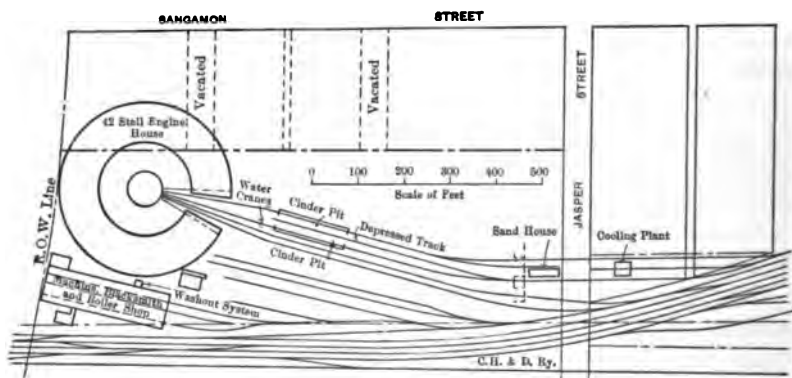 SANGAMON STREET
Vacated
Vacated
42 Stall Engine
House
STREET
JASPER
R.O.W. Line
0 100 200 300 400 500
Scale of Feet
Water
Cranes
Cinder Pit
Depressed Track
Cinder Pit
Sand House
Cooling Plant
Washout System
Machine, Blacksmith
and Boiler Shop
C.H. & D. Ry.